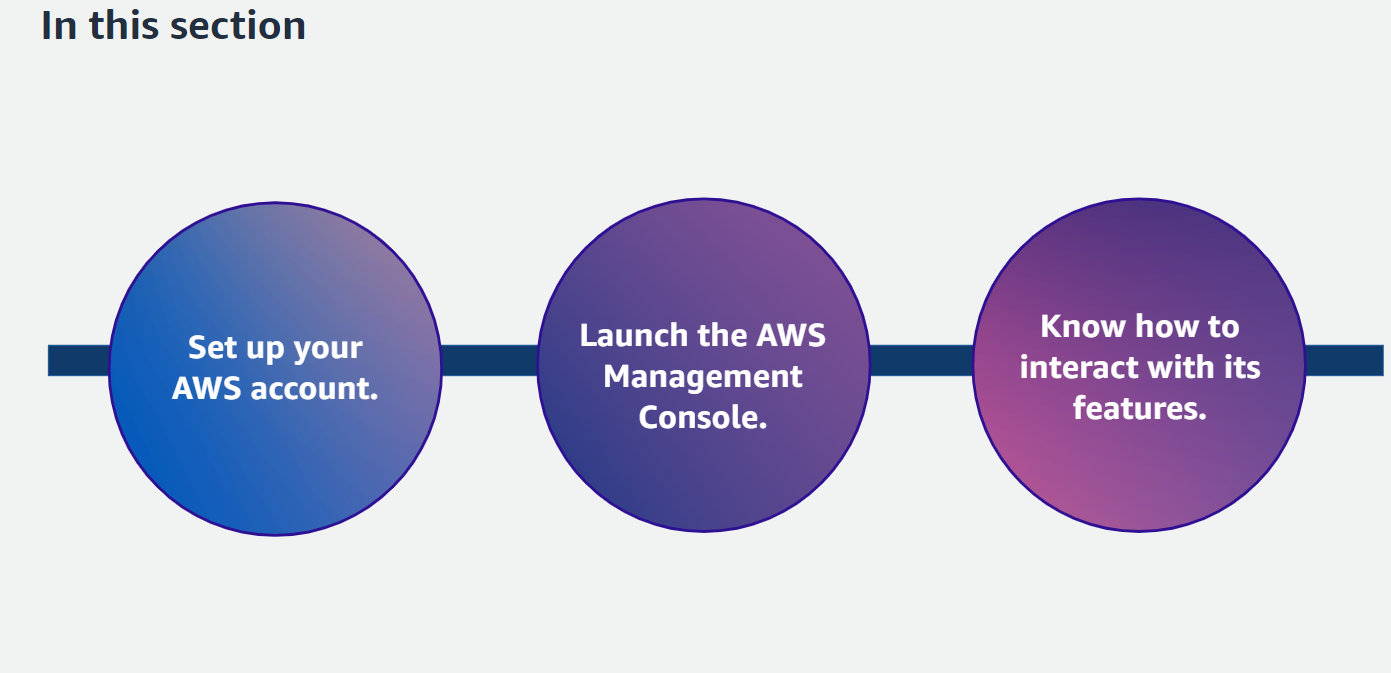 In this section
Set up your
AWS account.
Launch the AWS
Management
Console.
Know how to
interact with its
features.